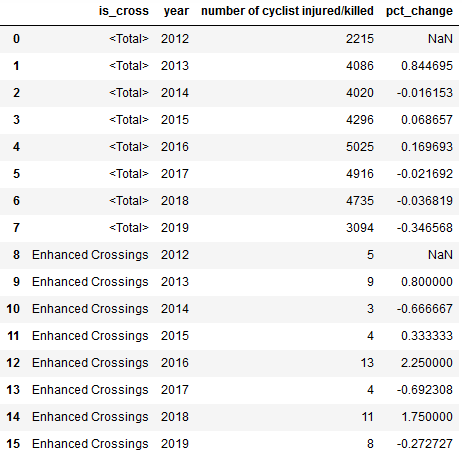 is_cross year number of cyclist injured/killed pct_change
0 <Total> 2012 2215 NaN
1 <Total> 2013 4086 0.844695
2 <Total> 2014 4020 -0.016153
3 <Total> 2015 4296 0.068657
4 <Total> 2016 5025 0.169693
5 <Total> 2017 4916 -0.021692
6 <Total> 2018 4735 -0.036819
7 <Total> 2019 3094 -0.346568
8 Enhanced Crossings 2012 5 NaN
9 Enhanced Crossings 2013 9 0.800000
10 Enhanced Crossings 2014 3 -0.666667
11 Enhanced Crossings 2015 4 0.333333
12 Enhanced Crossings 2016 13 2.250000
13 Enhanced Crossings 2017 4 -0.692308
14 Enhanced Crossings 2018 11 1.750000
15 Enhanced Crossings 2019 8 -0.272727